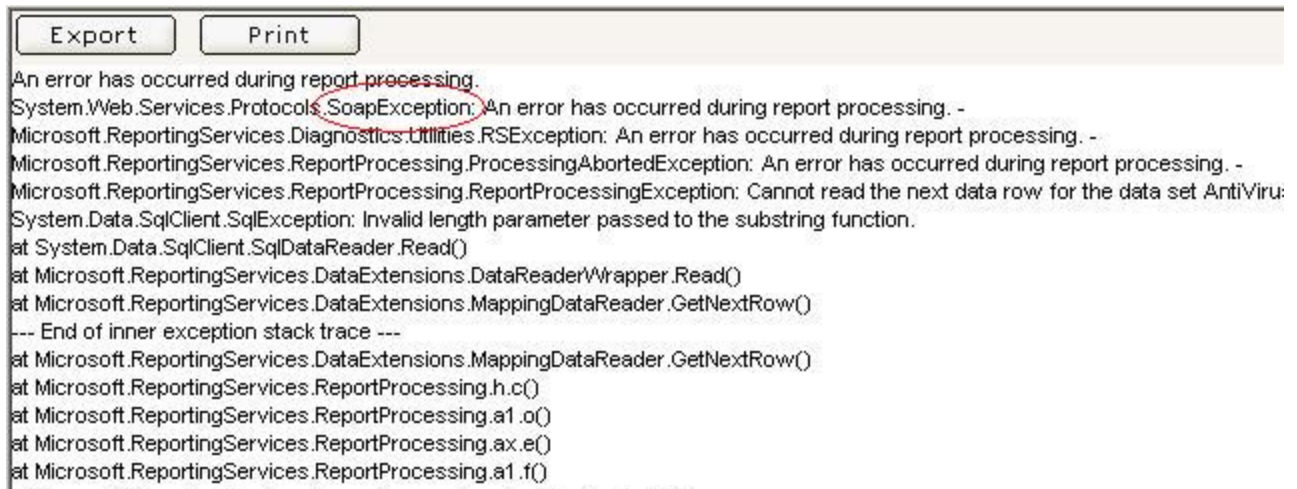 Export Print
An error has occurred during report processing.
System.Web.Services.Protocols.SoapException: An error has occurred during report processing. -
Microsoft.ReportingServices.Diagnostics.Utilities.RSException: An error has occurred during report processing. -
Microsoft.ReportingServices.ReportProcessing.ProcessingAbortedException: An error has occurred during report processing. -
Microsoft.ReportingServices.ReportProcessing.ReportProcessingException: Cannot read the next data row for the data set AntiViru
System.Data.SqlClient.SqlException: Invalid length parameter passed to the substring function.
at System.Data.SqlClient.SqlDataReader.Read()
at Microsoft.ReportingServices.DataExtensions.DataReaderWrapper.Read()
at Microsoft.ReportingServices.DataExtensions.MappingDataReader.GetNextRow()
--- End of inner exception stack trace ---
at Microsoft.ReportingServices.DataExtensions.MappingDataReader.GetNextRow()
at Microsoft.ReportingServices.ReportProcessing.h.c()
at Microsoft.ReportingServices.ReportProcessing.a1.o()
at Microsoft.ReportingServices.ReportProcessing.ax.e()
at Microsoft.ReportingServices.ReportProcessing.a1.f()